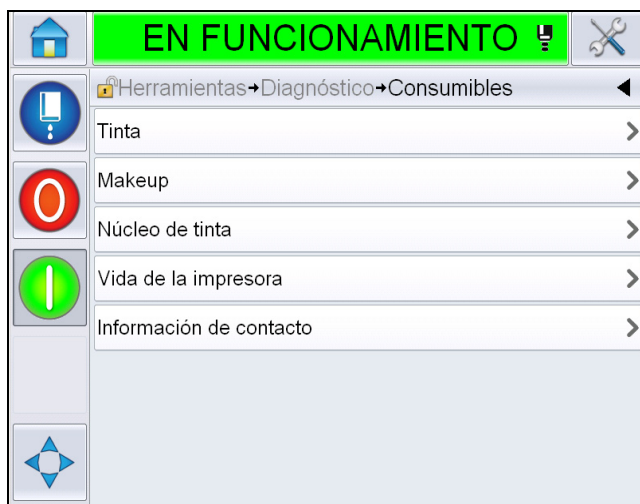 EN FUNCIONAMIENTO
Herramientas→Diagnóstico→Consumibles
Tinta
Makeup
Núcleo de tinta
Vida de la impresora
Información de contacto